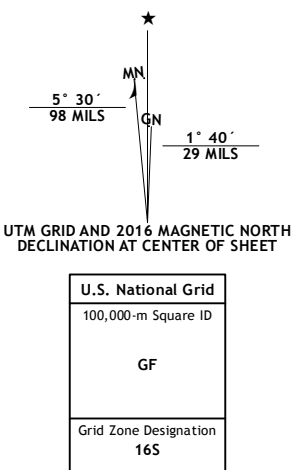 ★
MN
5° 30´
98 MILS
GN
1° 40´
29 MILS
UTM GRID AND 2016 MAGNETIC NORTH
DECLINATION AT CENTER OF SHEET
U.S. National Grid
100,000-m Square ID
GF
Grid Zone Designation
16S